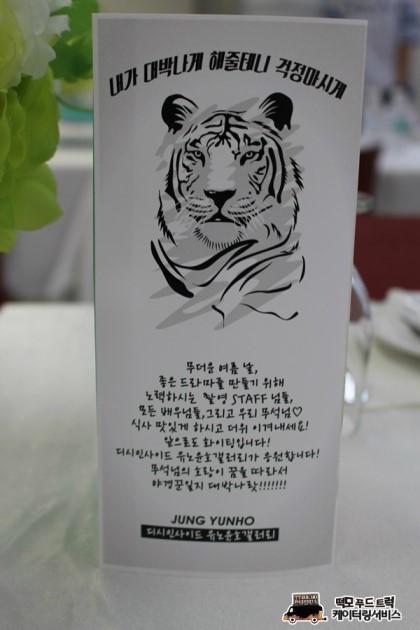 내가 대박나게 해줄테니 걱정마시게
무더운 여름 날,
좋은 드라마를 만들기 위해
노력하시는 촬영 STAFF 님들,
모든 배우님들,그리고 우리 무석님♡
식사 맛있게 하시고 더위 이겨내세요!
앞으로도 화이팅입니다!
디시인사이드 유노윤호갤러리가 응원합니다!
무석님의 호랑이 꿈을 따라서
야경꾼일지 대박나랏!!!!!!!
JUNG YUNHO
디시인사이드 유노윤호갤러리
떡모 푸드 트럭
케이터링서비스